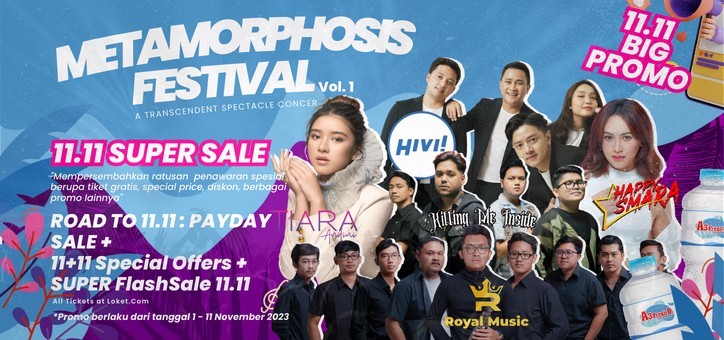 METAMORPHOSIS
FESTIVAL Vol. 1
A TRANSCENDENT SPECTACLE CONCER
11.11 SUPER SALE
"Mempersembahkan ratusan penawaran spesial
berupa tiket gratis, special price, diskon, berbagai
promo lainnya"
ROAD TO 11.11 : PAYDAY
SALE +
11+11 Special Offers +
SUPER FlashSale 11.11
All Tickets at Loket.Com
*Promo berlaku dari tanggal 1 - 11 November 2023
11.11
BIG
PROMO
HIVI!
TIARA
Andini
Killing Me Inside
HAPPY
SMARA
Royal Music